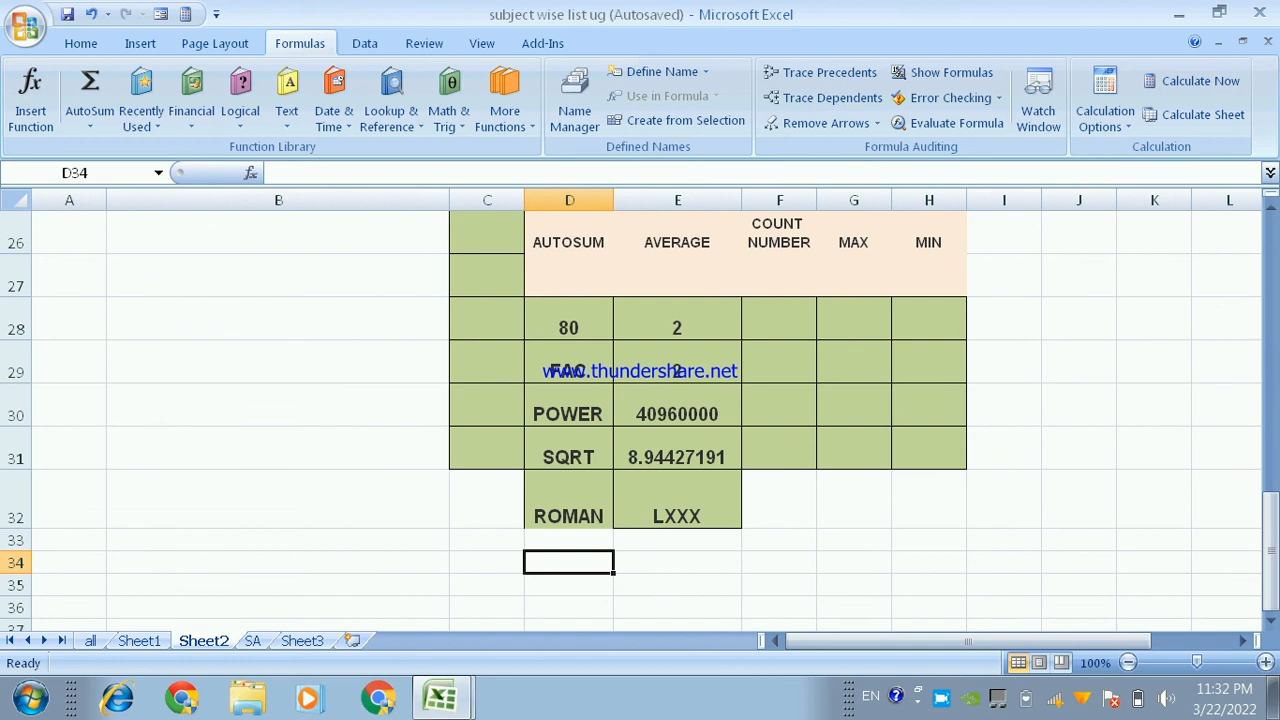 subject wise list ug (Autosaved) - Microsoft Excel
Home Insert Page Layout Formulas Data Review View Add-Ins
fx Σ ? A θ
Insert Function AutoSum Recently Used Financial Logical Text Date & Time Lookup & Reference Math & Trig More Functions
Function Library
Name Manager Define Name Use in Formula Create from Selection
Defined Names
Trace Precedents Show Formulas
Trace Dependents Error Checking
Remove Arrows Evaluate Formula
Watch Window
Formula Auditing
Calculation Options Calculate Now Calculate Sheet
Calculation
D34 fx
A B C D E F G H I J K L
26 AUTOSUM AVERAGE COUNT NUMBER MAX MIN
27
28 80 2
29 FAC 2
www.thundershare.net
30 POWER 40960000
31 SQRT 8.94427191
32 ROMAN LXXX
33
34
35
36
37
all Sheet1 Sheet2 SA Sheet3
Ready 100%
EN 11:32 PM
3/22/2022